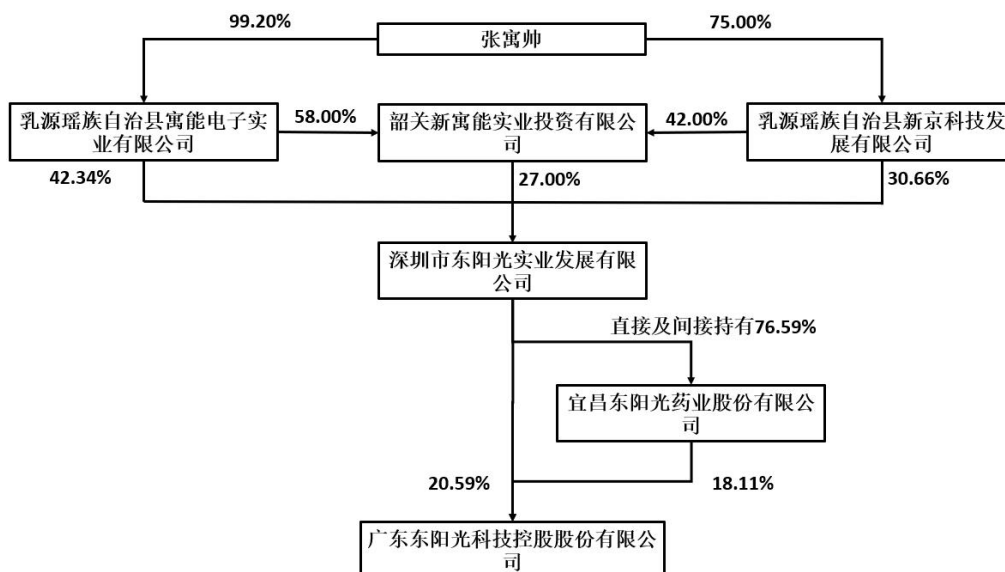 99.20%
张寓帅
75.00%
乳源瑶族自治县寓能电子实
业有限公司
58.00%
韶关新寓能实业投资有限公
司
42.00%
乳源瑶族自治县新京科技发
展有限公司
42.34%
27.00%
30.66%
深圳市东阳光实业发展有限
公司
直接及间接持有76.59%
宜昌东阳光药业股份有限公
司
20.59%
18.11%
广东东阳光科技控股股份有限公
司